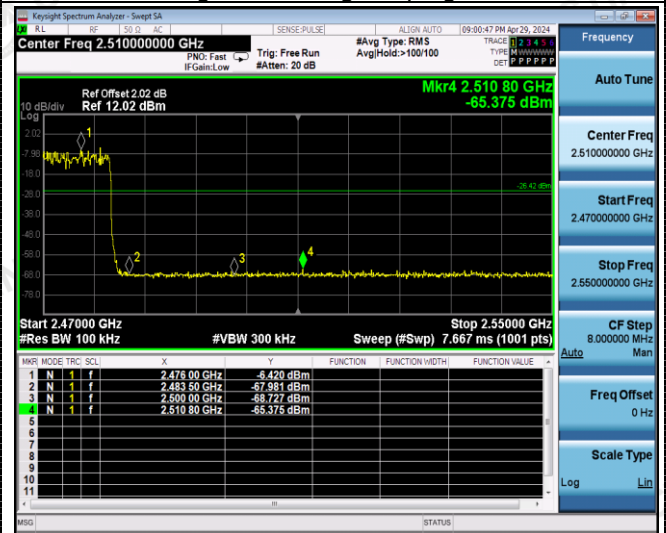 Keysight Spectrum Analyzer - Swept SA
RL RF 50 Ω AC SENSE:PULSE ALIGN AUTO 09:00:47 PM Apr 29, 2024
Center Freq 2.510000000 GHz #Avg Type: RMS TRACE 1 2 3 4 5 6
PNO: Fast Trig: Free Run Avg|Hold:>100/100 TYPE M WWWWW
IFGain:Low #Atten: 20 dB DET P P P P P P
Mkr4 2.510 80 GHz
Ref Offset 2.02 dB
10 dB/div Ref 12.02 dBm -65.375 dBm
Log
2.02
-7.98
-18.0
-28.0
-38.0
-48.0
-58.0
-68.0
-78.0
1
-26.42 dBm
2 3 4
Start 2.47000 GHz Stop 2.55000 GHz
#Res BW 100 kHz #VBW 300 kHz Sweep (#Swp) 7.667 ms (1001 pts)
MKR MODE TRC SCL X Y FUNCTION FUNCTION WIDTH FUNCTION VALUE
1 N 1 f 2.476 00 GHz -6.420 dBm
2 N 1 f 2.483 50 GHz -67.981 dBm
3 N 1 f 2.500 00 GHz -68.727 dBm
4 N 1 f 2.510 80 GHz -65.375 dBm
5
6
7
8
9
10
11
MSG STATUS
Frequency
Auto Tune
Center Freq
2.510000000 GHz
Start Freq
2.470000000 GHz
Stop Freq
2.550000000 GHz
CF Step
8.000000 MHz
Auto Man
Freq Offset
0 Hz
Scale Type
Log Lin